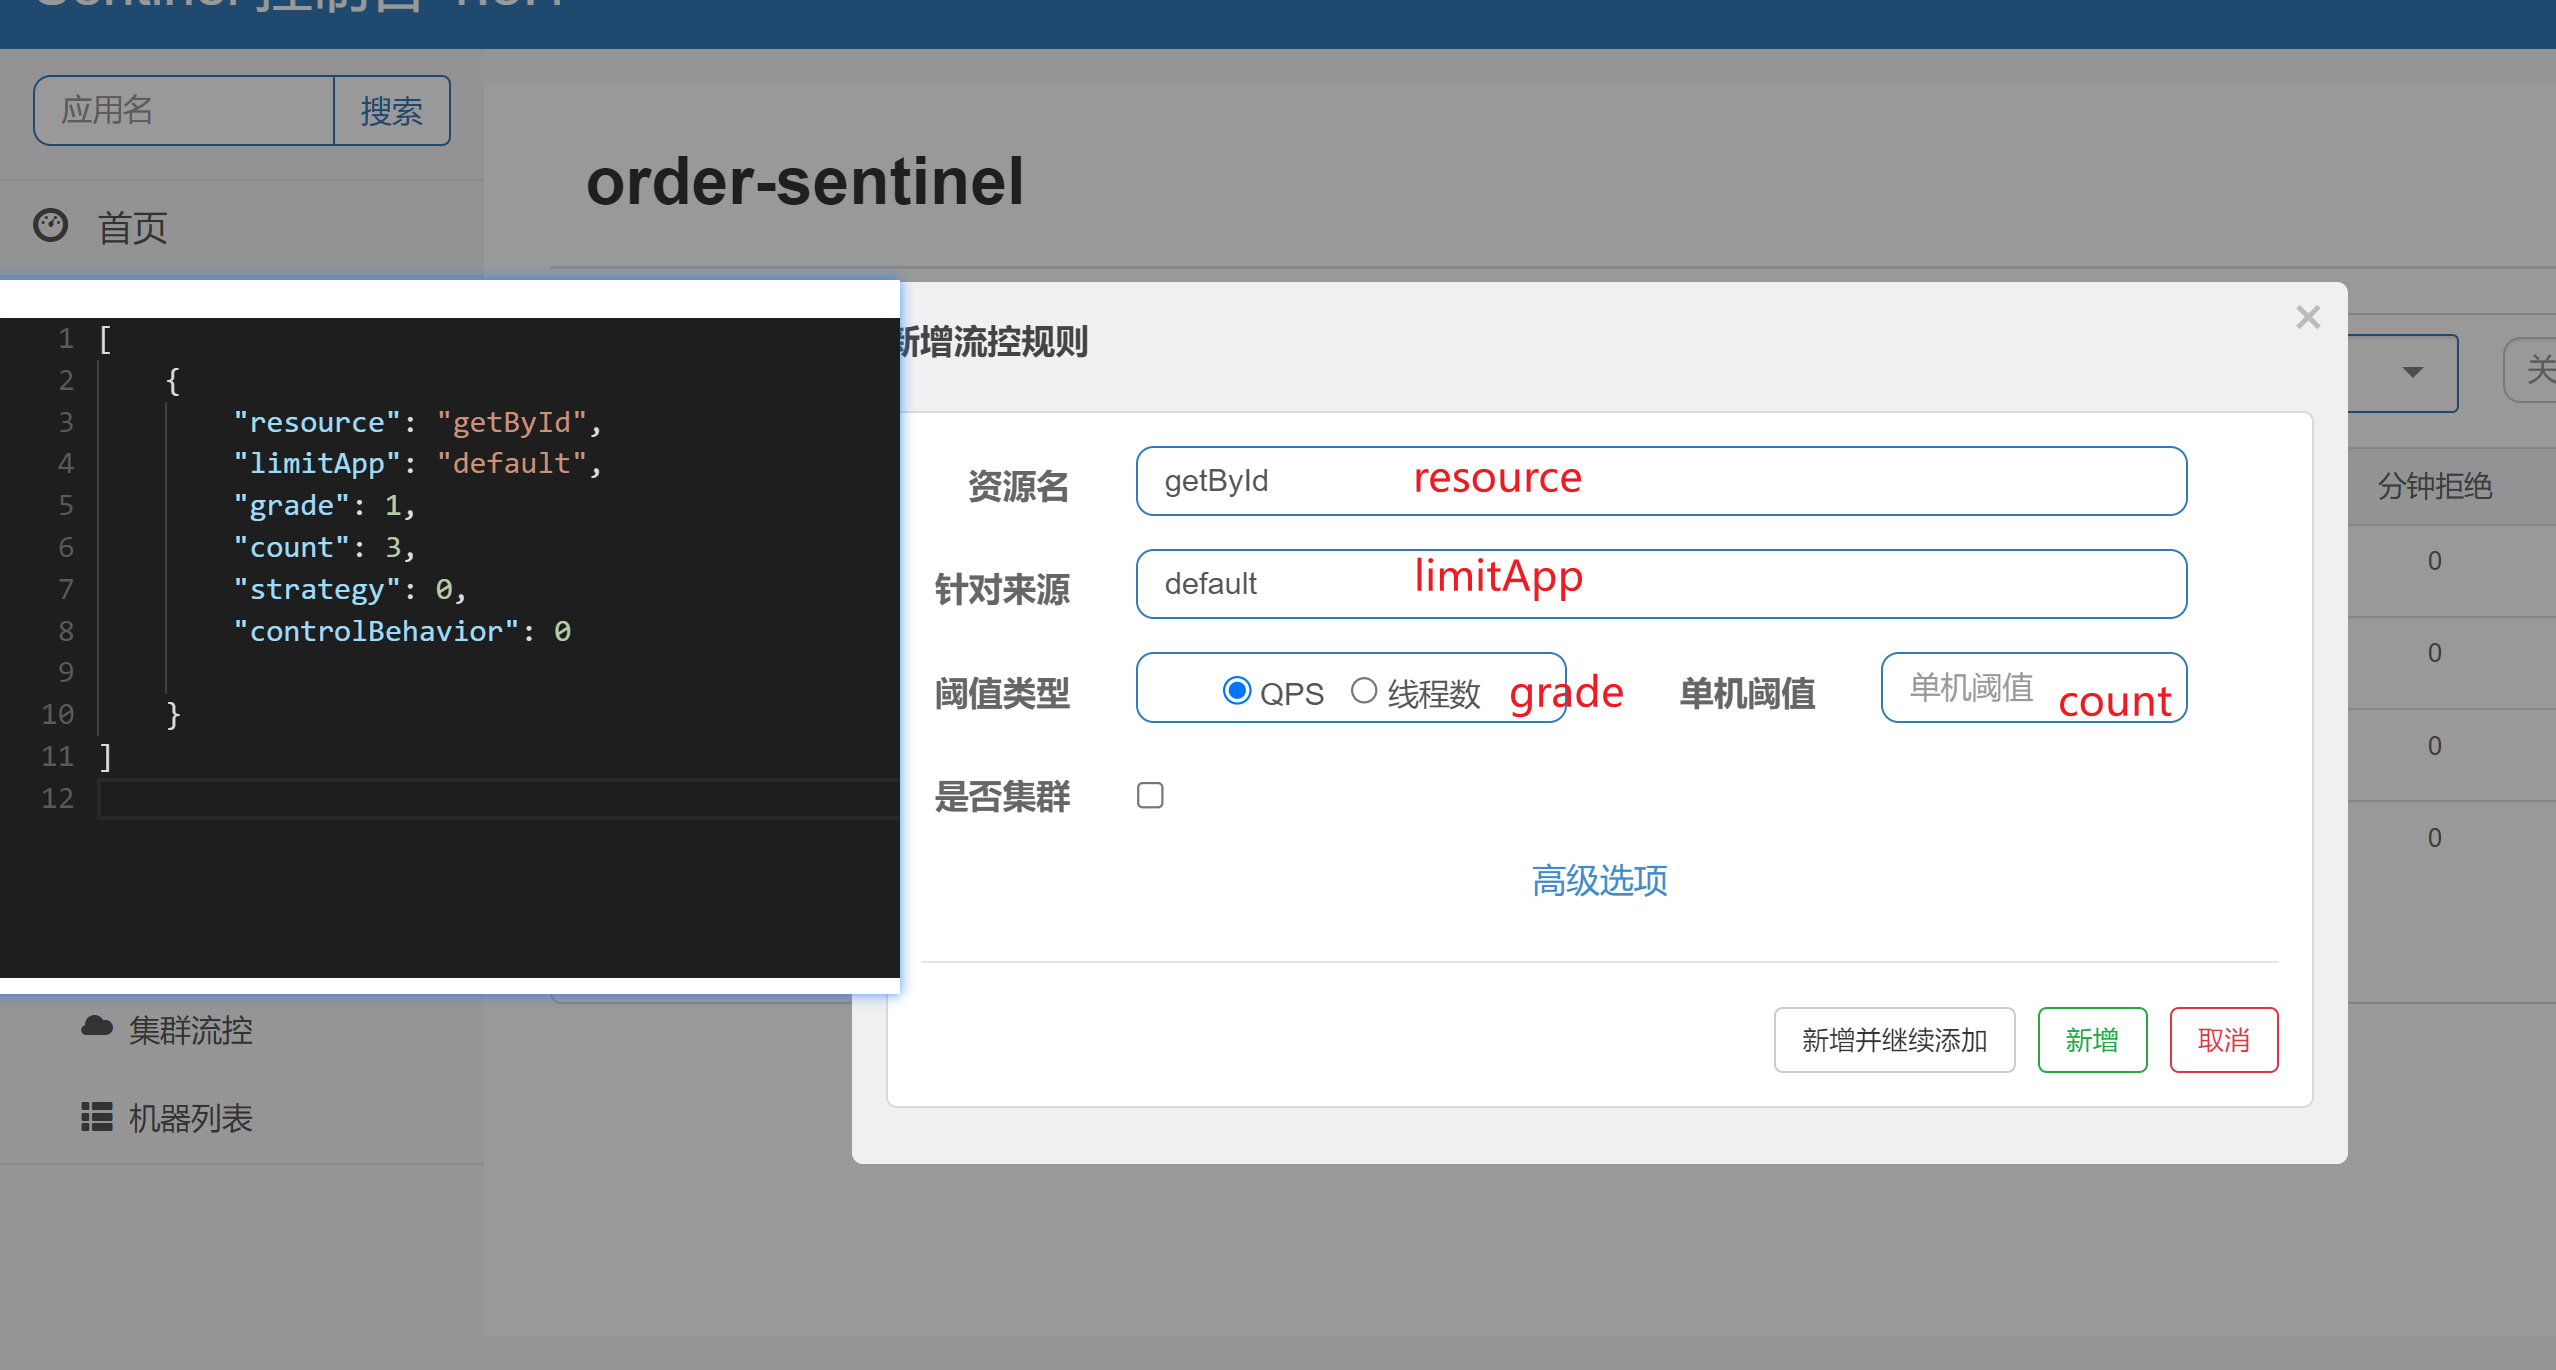 应用名 搜索
order-sentinel
首页
1 [
2 {
3 "resource": "getById",
4 "limitApp": "default",
5 "grade": 1,
6 "count": 3,
7 "strategy": 0,
8 "controlBehavior": 0
9
10 }
11 ]
12
新增流控规则
×
资源名 getById resource
针对来源 default limitApp
阈值类型 QPS 线程数 grade 单机阈值 单机阈值 count
是否集群
高级选项
新增并继续添加 新增 取消
关
分钟拒绝
0
0
0
0
集群流控
机器列表